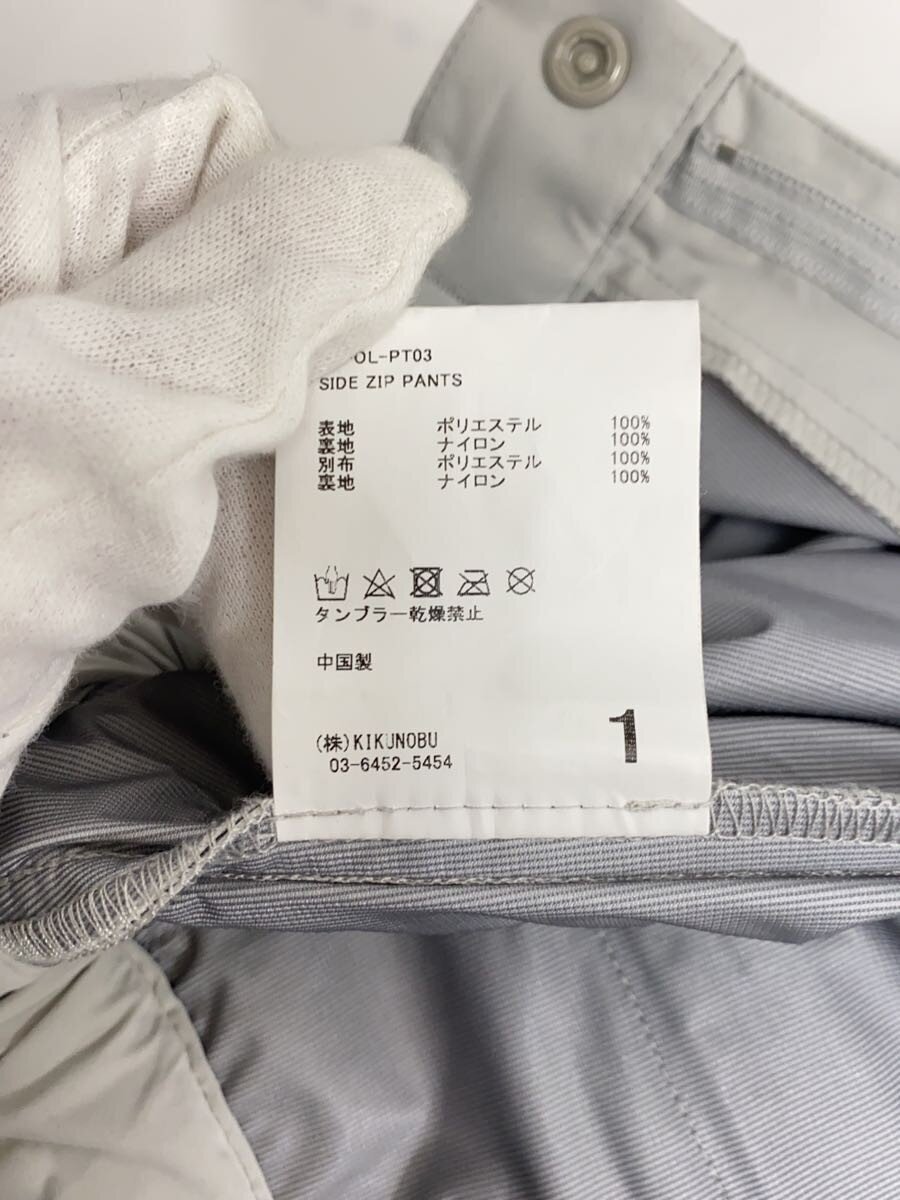 OL-PT03
SIDE ZIP PANTS
表地 ポリエステル 100%
裏地 ナイロン 100%
別布 ポリエステル 100%
裏地 ナイロン 100%
タンブラー乾燥禁止
中国製
(株)KIKUNOBU
03-6452-5454
1